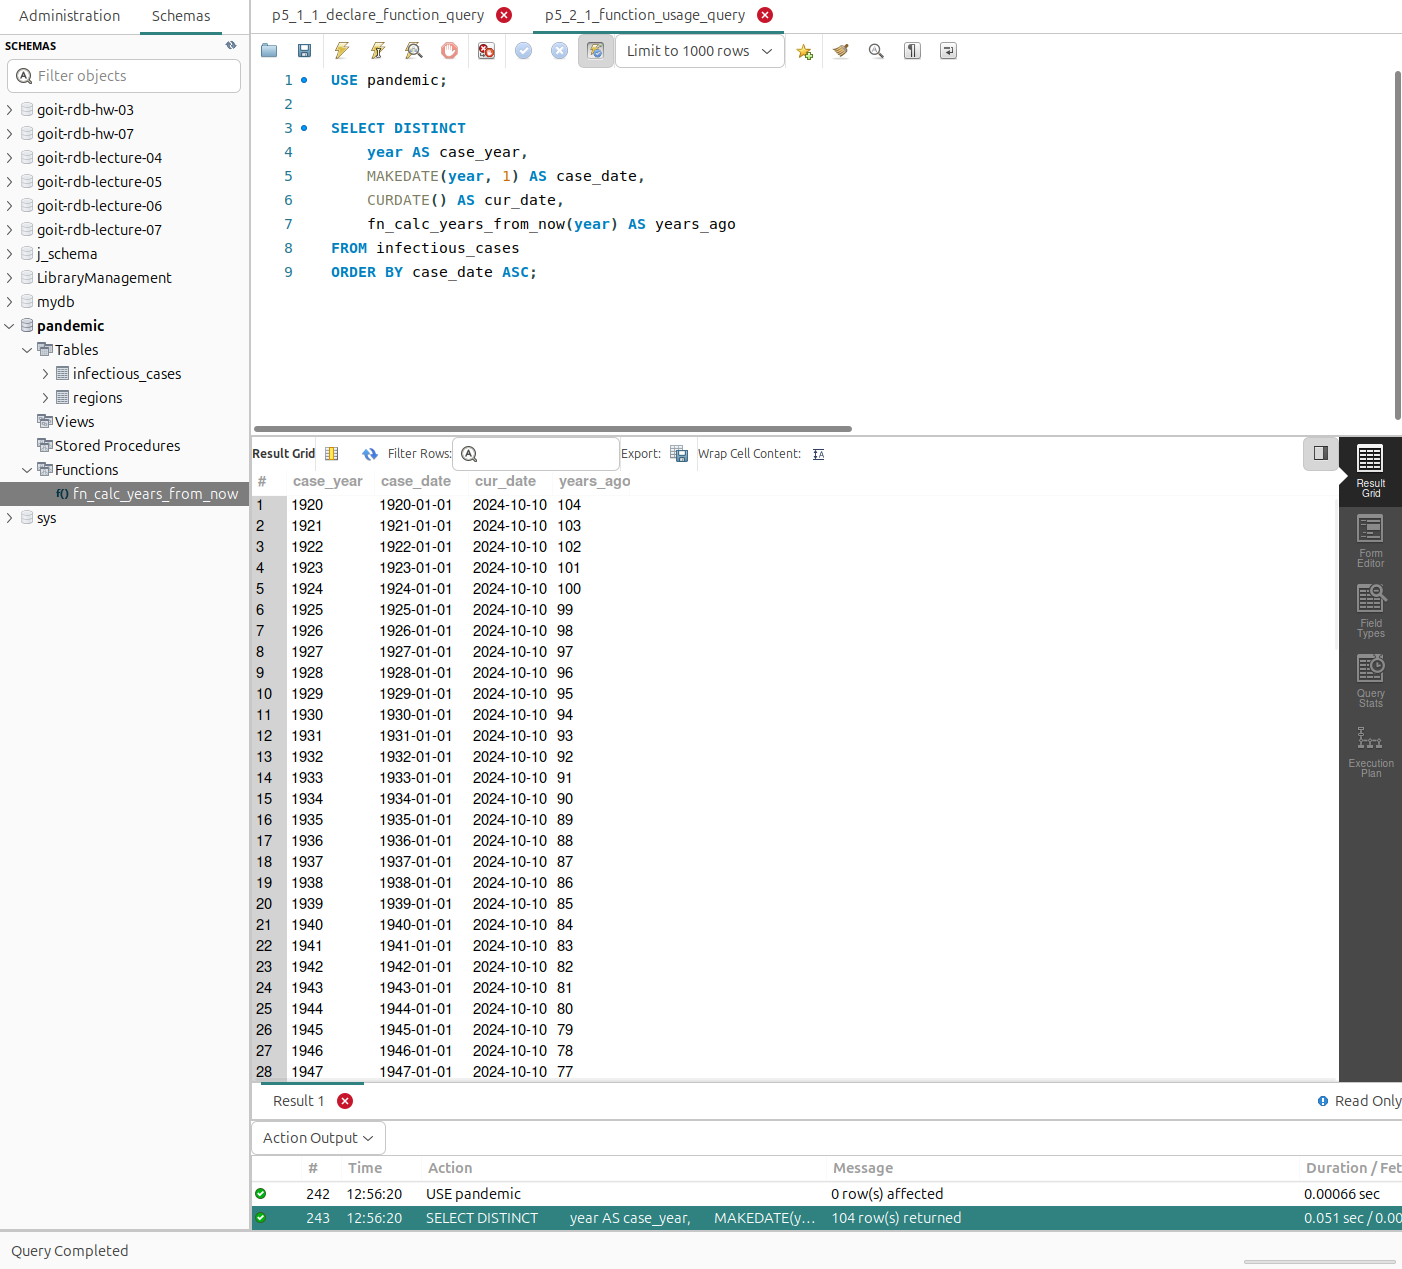 Administration Schemas
SCHEMAS
Filter objects
goit-rdb-hw-03
goit-rdb-hw-07
goit-rdb-lecture-04
goit-rdb-lecture-05
goit-rdb-lecture-06
goit-rdb-lecture-07
j_schema
LibraryManagement
mydb
pandemic
Tables
infectious_cases
regions
Views
Stored Procedures
Functions
f() fn_calc_years_from_now
sys
p5_1_1_declare_function_query p5_2_1_function_usage_query
Limit to 1000 rows
1 USE pandemic;
2
3 SELECT DISTINCT
4 year AS case_year,
5 MAKEDATE(year, 1) AS case_date,
6 CURDATE() AS cur_date,
7 fn_calc_years_from_now(year) AS years_ago
8 FROM infectious_cases
9 ORDER BY case_date ASC;
Result Grid Filter Rows: Export: Wrap Cell Content:
# case_year case_date cur_date years_ago
1 1920 1920-01-01 2024-10-10 104
2 1921 1921-01-01 2024-10-10 103
3 1922 1922-01-01 2024-10-10 102
4 1923 1923-01-01 2024-10-10 101
5 1924 1924-01-01 2024-10-10 100
6 1925 1925-01-01 2024-10-10 99
7 1926 1926-01-01 2024-10-10 98
8 1927 1927-01-01 2024-10-10 97
9 1928 1928-01-01 2024-10-10 96
10 1929 1929-01-01 2024-10-10 95
11 1930 1930-01-01 2024-10-10 94
12 1931 1931-01-01 2024-10-10 93
13 1932 1932-01-01 2024-10-10 92
14 1933 1933-01-01 2024-10-10 91
15 1934 1934-01-01 2024-10-10 90
16 1935 1935-01-01 2024-10-10 89
17 1936 1936-01-01 2024-10-10 88
18 1937 1937-01-01 2024-10-10 87
19 1938 1938-01-01 2024-10-10 86
20 1939 1939-01-01 2024-10-10 85
21 1940 1940-01-01 2024-10-10 84
22 1941 1941-01-01 2024-10-10 83
23 1942 1942-01-01 2024-10-10 82
24 1943 1943-01-01 2024-10-10 81
25 1944 1944-01-01 2024-10-10 80
26 1945 1945-01-01 2024-10-10 79
27 1946 1946-01-01 2024-10-10 78
28 1947 1947-01-01 2024-10-10 77
Result
Grid
Form
Editor
Field
Types
Query
Stats
Execution
Plan
Result 1 Read Only
Action Output
# Time Action Message Duration / Fet
242 12:56:20 USE pandemic 0 row(s) affected 0.00066 sec
243 12:56:20 SELECT DISTINCT year AS case_year, MAKEDATE(y... 104 row(s) returned 0.051 sec / 0.00
Query Completed